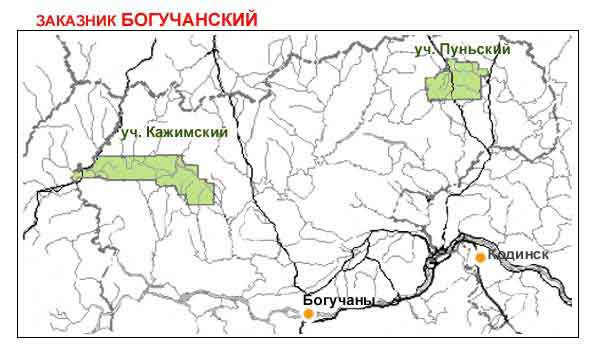 ЗАКАЗНИК БОГУЧАНСКИЙ
уч. Пуньский
уч. Кажимский
Кодинск
Богучаны